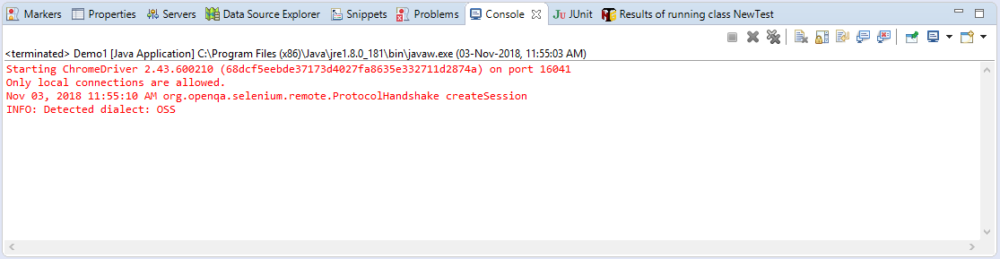 Markers Properties Servers Data Source Explorer Snippets Problems Console JUnit Results of running class NewTest
<terminated> Demo1 [Java Application] C:\Program Files (x86)\Java\jre1.8.0_181\bin\javaw.exe (03-Nov-2018, 11:55:03 AM)
Starting ChromeDriver 2.43.600210 (68dcf5eebde37173d4027fa8635e332711d2874a) on port 16041
Only local connections are allowed.
Nov 03, 2018 11:55:10 AM org.openqa.selenium.remote.ProtocolHandshake createSession
INFO: Detected dialect: OSS